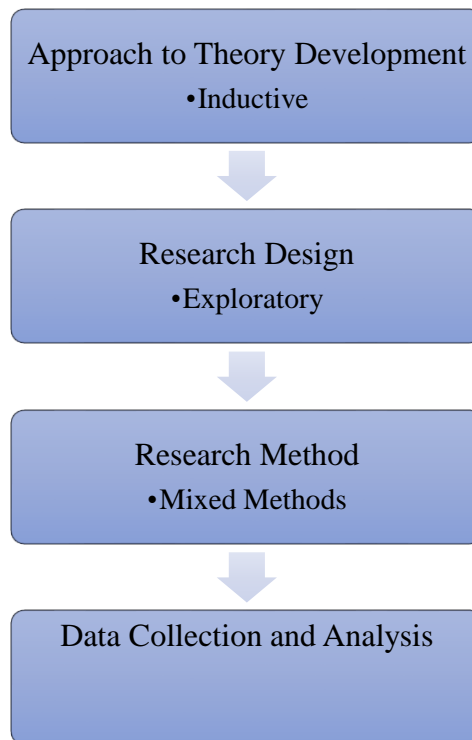 Approach to Theory Development
•Inductive
Research Design
•Exploratory
Research Method
•Mixed Methods
Data Collection and Analysis